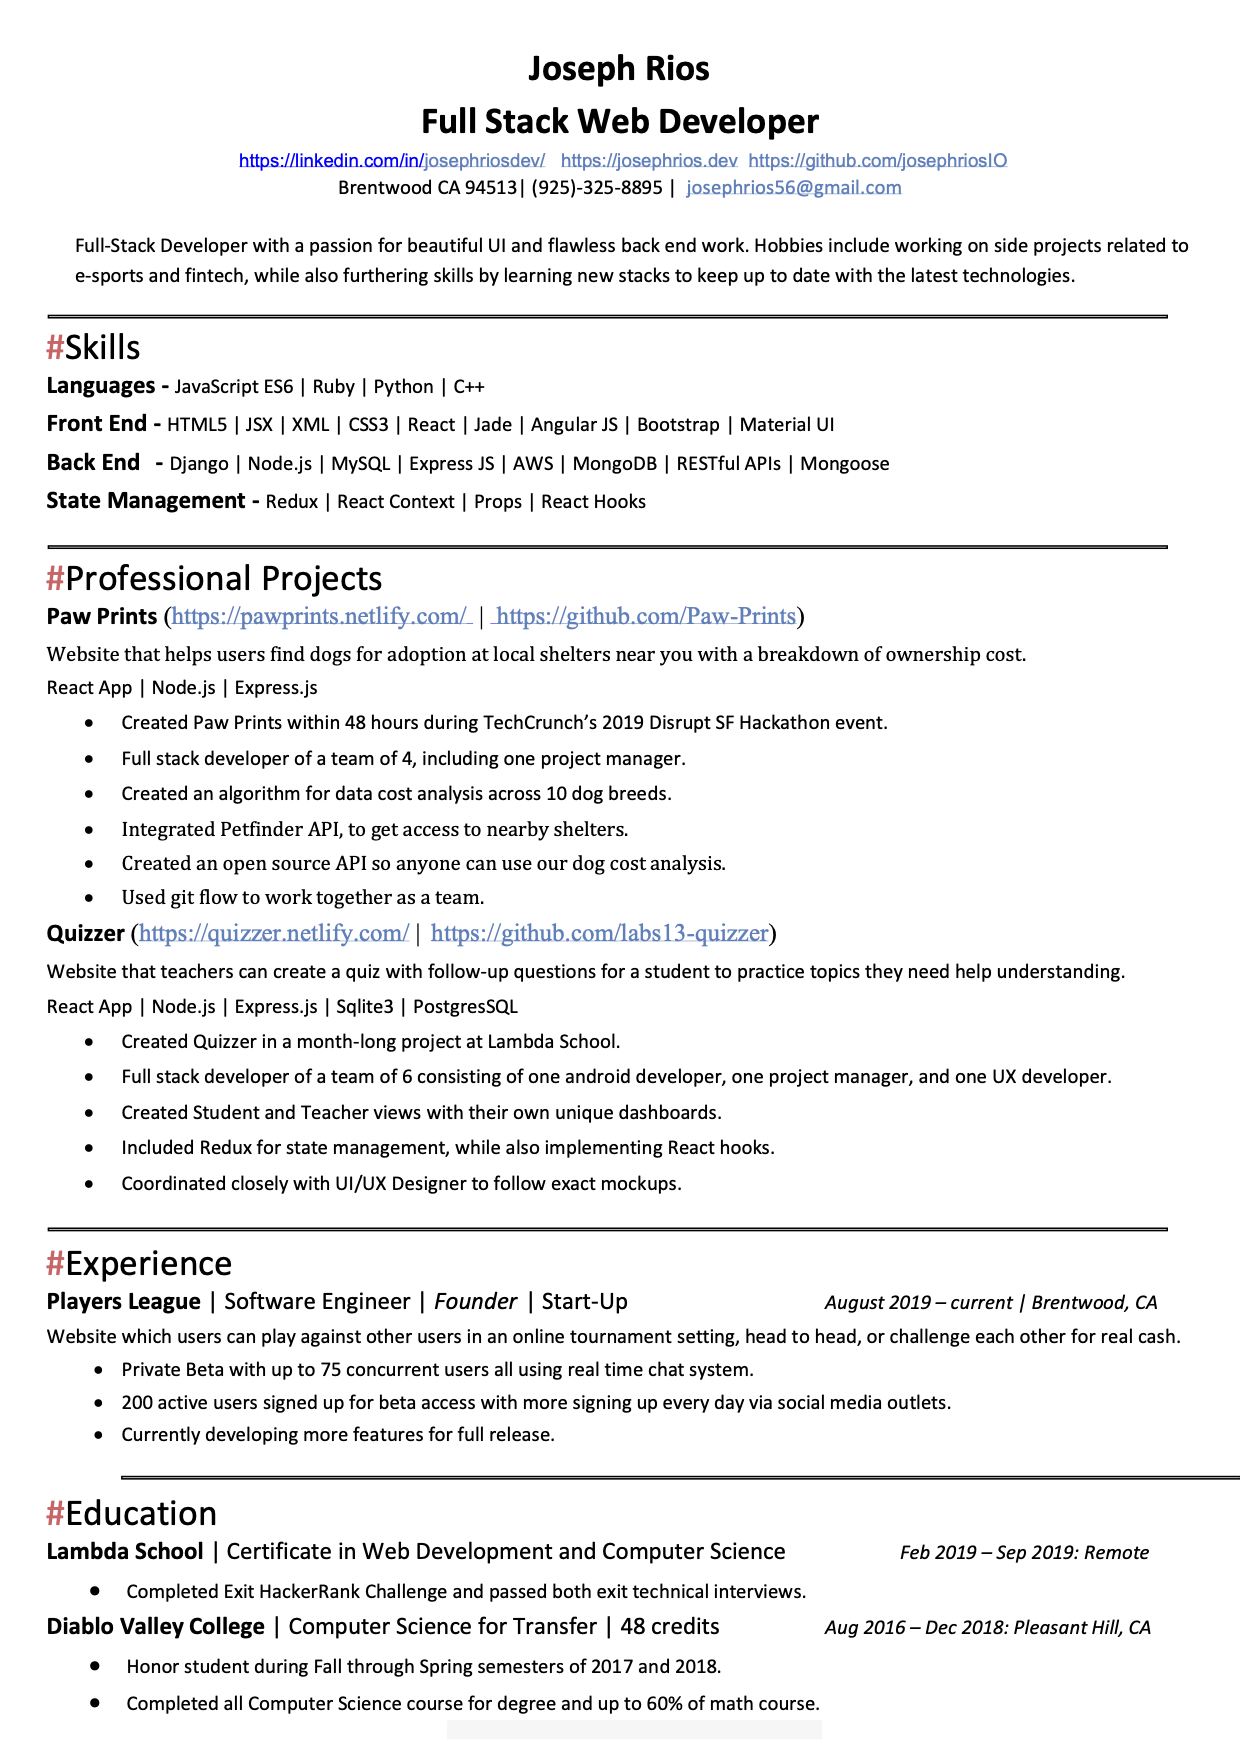 Joseph Rios
Full Stack Web Developer
https://linkedin.com/in/josephriosdev/ https://josephrios.dev https://github.com/josephriosIO
Brentwood CA 94513| (925)-325-8895 | josephrios56@gmail.com
Full-Stack Developer with a passion for beautiful UI and flawless back end work. Hobbies include working on side projects related to
e-sports and fintech, while also furthering skills by learning new stacks to keep up to date with the latest technologies.
#Skills
Languages - JavaScript ES6 | Ruby | Python | C++
Front End - HTML5 | JSX | XML | CSS3 | React | Jade | Angular JS | Bootstrap | Material UI
Back End - Django | Node.js | MySQL | Express JS | AWS | MongoDB | RESTful APIs | Mongoose
State Management - Redux | React Context | Props | React Hooks
#Professional Projects
Paw Prints (https://pawprints.netlify.com/ | https://github.com/Paw-Prints)
Website that helps users find dogs for adoption at local shelters near you with a breakdown of ownership cost.
React App | Node.js | Express.js
• Created Paw Prints within 48 hours during TechCrunch’s 2019 Disrupt SF Hackathon event.
• Full stack developer of a team of 4, including one project manager.
• Created an algorithm for data cost analysis across 10 dog breeds.
• Integrated Petfinder API, to get access to nearby shelters.
• Created an open source API so anyone can use our dog cost analysis.
• Used git flow to work together as a team.
Quizzer (https://quizzer.netlify.com/ | https://github.com/labs13-quizzer)
Website that teachers can create a quiz with follow-up questions for a student to practice topics they need help understanding.
React App | Node.js | Express.js | Sqlite3 | PostgresSQL
• Created Quizzer in a month-long project at Lambda School.
• Full stack developer of a team of 6 consisting of one android developer, one project manager, and one UX developer.
• Created Student and Teacher views with their own unique dashboards.
• Included Redux for state management, while also implementing React hooks.
• Coordinated closely with UI/UX Designer to follow exact mockups.
#Experience
Players League | Software Engineer | Founder | Start-Up August 2019 – current | Brentwood, CA
Website which users can play against other users in an online tournament setting, head to head, or challenge each other for real cash.
• Private Beta with up to 75 concurrent users all using real time chat system.
• 200 active users signed up for beta access with more signing up every day via social media outlets.
• Currently developing more features for full release.
#Education
Lambda School | Certificate in Web Development and Computer Science Feb 2019 – Sep 2019: Remote
• Completed Exit HackerRank Challenge and passed both exit technical interviews.
Diablo Valley College | Computer Science for Transfer | 48 credits Aug 2016 – Dec 2018: Pleasant Hill, CA
• Honor student during Fall through Spring semesters of 2017 and 2018.
• Completed all Computer Science course for degree and up to 60% of math course.